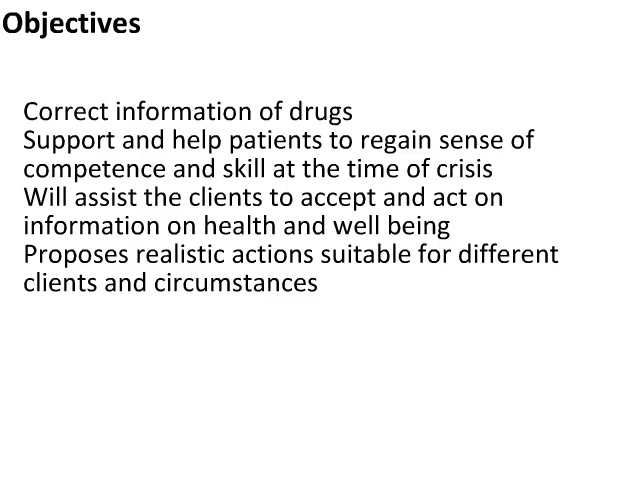 Objectives
Correct information of drugs
Support and help patients to regain sense of
competence and skill at the time of crisis
Will assist the clients to accept and act on
information on health and well being
Proposes realistic actions suitable for different
clients and circumstances